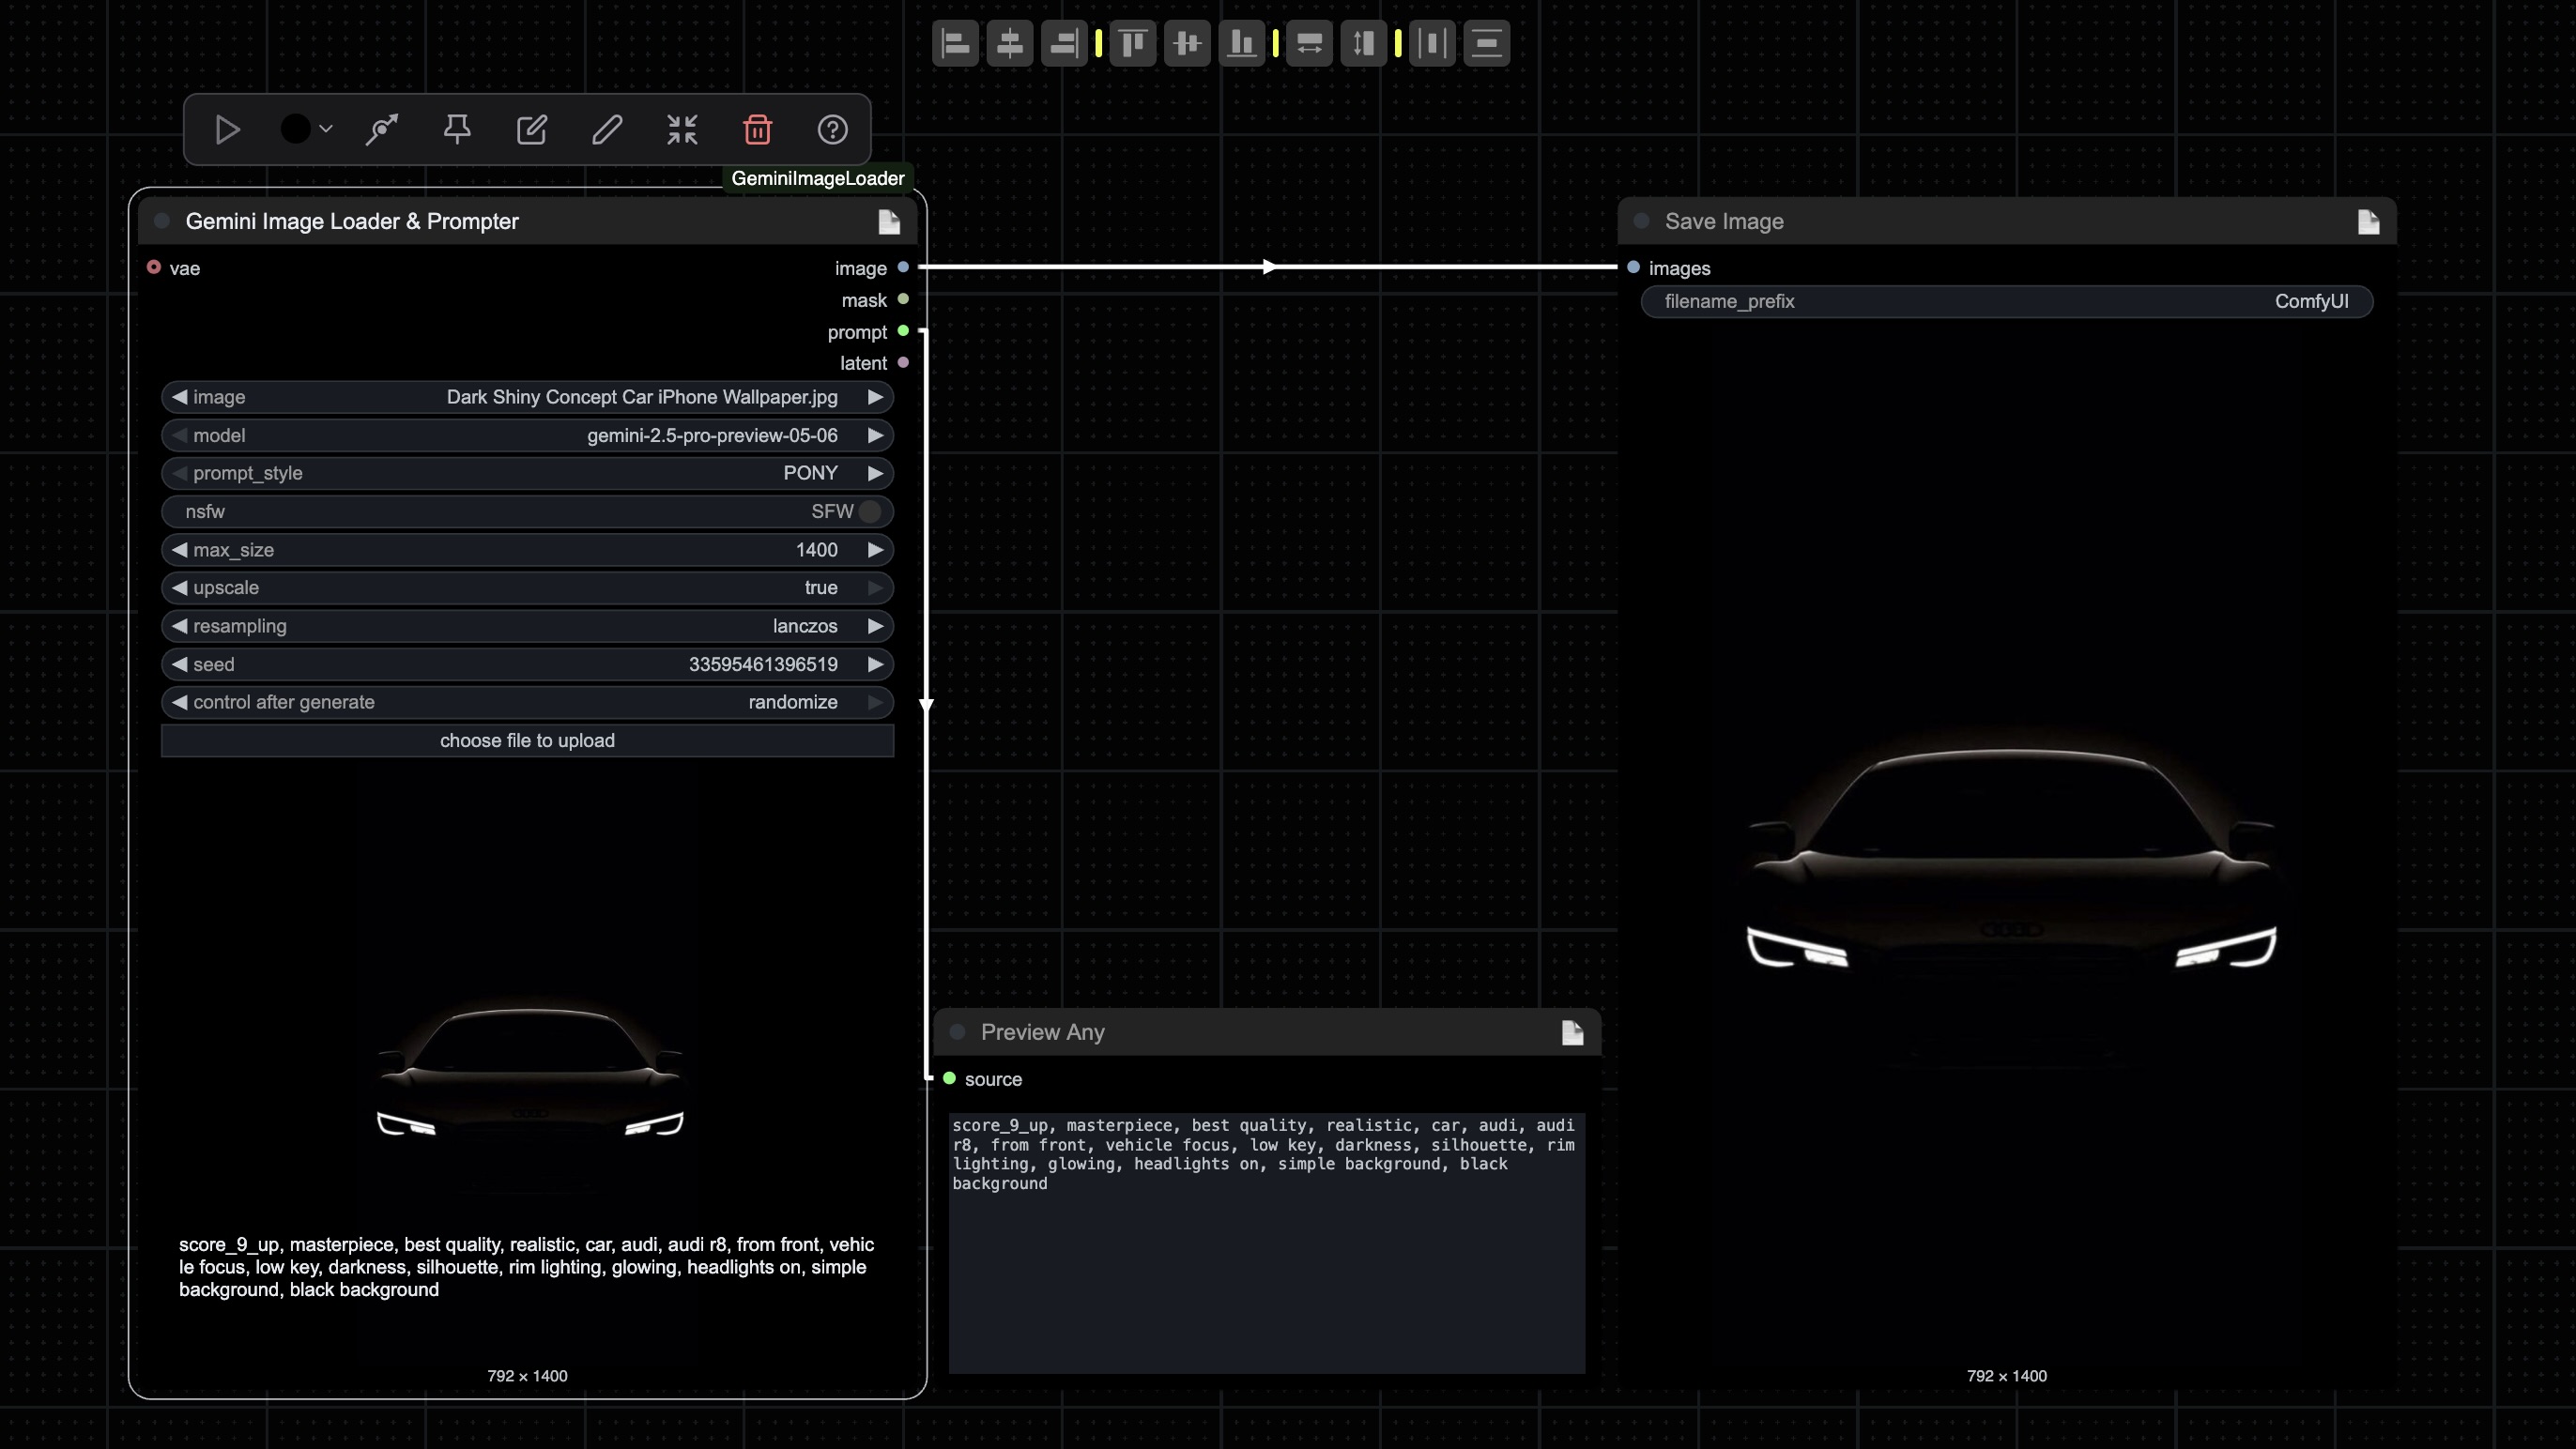 GeminiImageLoader
Gemini Image Loader & Prompter
vae
image
mask
prompt
latent
image Dark Shiny Concept Car iPhone Wallpaper.jpg
model gemini-2.5-pro-preview-05-06
prompt_style PONY
nsfw SFW
max_size 1400
upscale true
resampling lanczos
seed 33595461396519
control after generate randomize
choose file to upload
score_9_up, masterpiece, best quality, realistic, car, audi, audi r8, from front, vehic
le focus, low key, darkness, silhouette, rim lighting, glowing, headlights on, simple
background, black background
792 × 1400
Preview Any
source
score_9_up, masterpiece, best quality, realistic, car, audi, audi
r8, from front, vehicle focus, low key, darkness, silhouette, rim
lighting, glowing, headlights on, simple background, black
background
Save Image
images
filename_prefix ComfyUI
792 × 1400